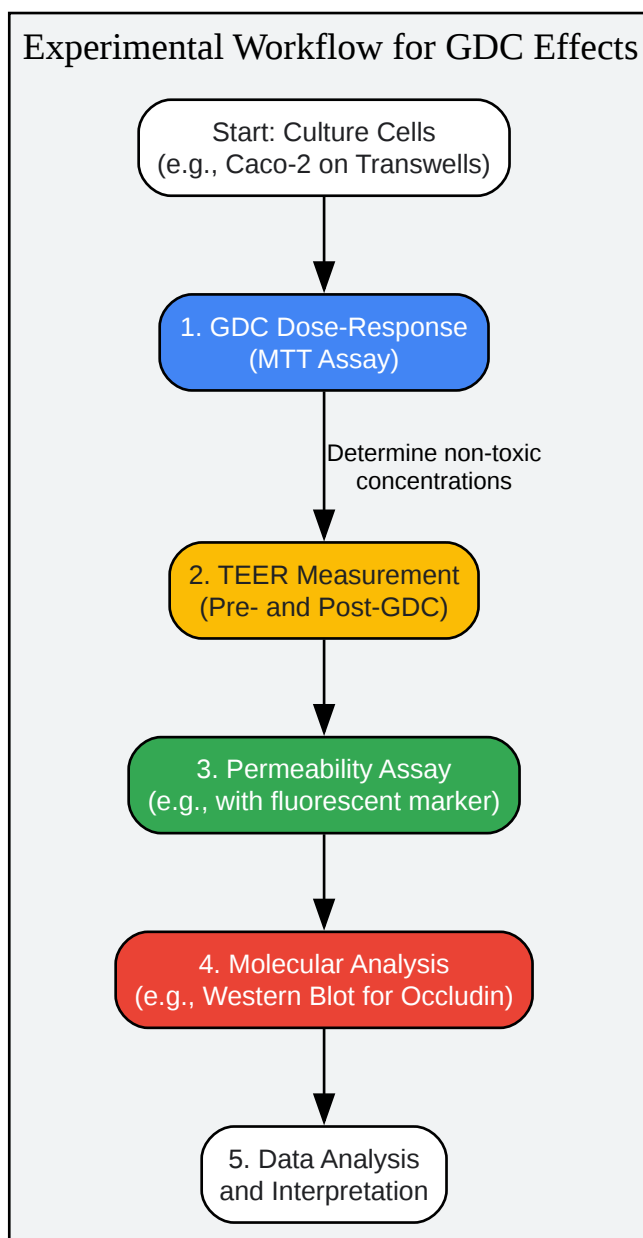 Experimental Workflow for GDC Effects
Start: Culture Cells
(e.g., Caco-2 on Transwells)
1. GDC Dose-Response
(MTT Assay)
Determine non-toxic
concentrations
2. TEER Measurement
(Pre- and Post-GDC)
3. Permeability Assay
(e.g., with fluorescent marker)
4. Molecular Analysis
(e.g., Western Blot for Occludin)
5. Data Analysis
and Interpretation